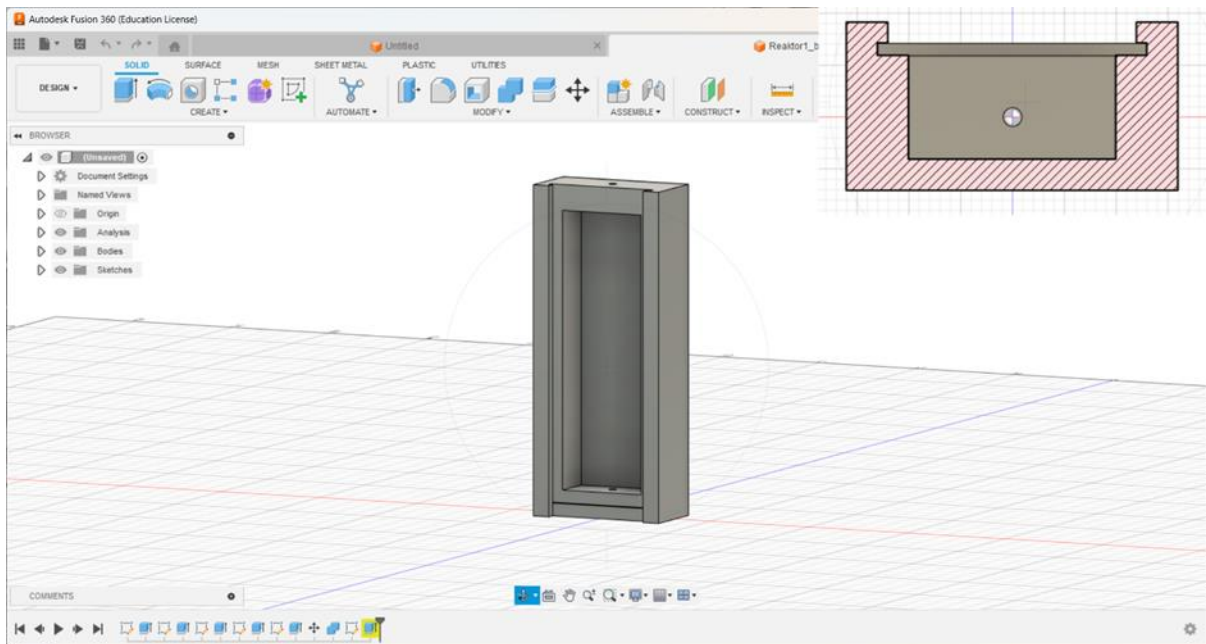 Autodesk Fusion 360 (Education License)
Untitled
Reaktor1_b
SOLID SURFACE MESH SHEET METAL PLASTIC UTILITIES
DESIGN
CREATE AUTOMATE MODIFY ASSEMBLE CONSTRUCT INSPECT
BROWSER
(Unsaved)
Document Settings
Named Views
Origin
Analysis
Bodies
Sketches
COMMENTS